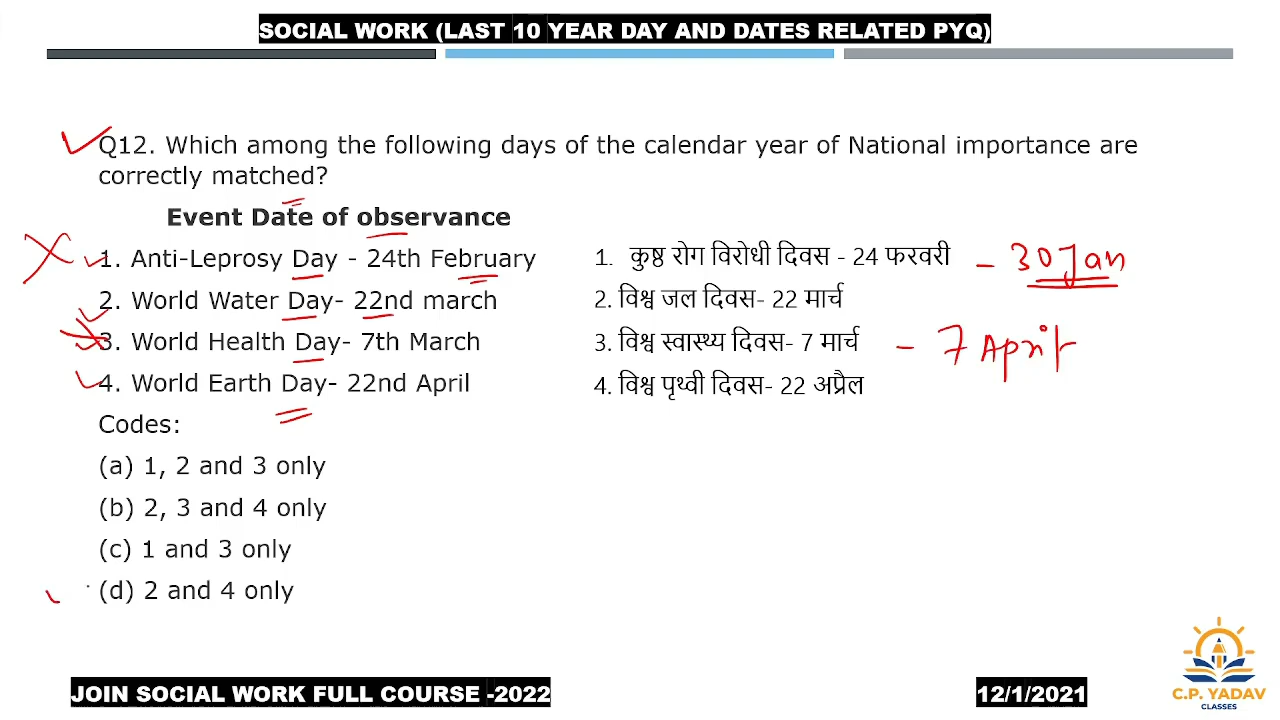 SOCIAL WORK (LAST 10 YEAR DAY AND DATES RELATED PYQ)
Q12. Which among the following days of the calendar year of National importance are
correctly matched?
Event Date of observance
1. Anti-Leprosy Day - 24th February
2. World Water Day- 22nd march
3. World Health Day- 7th March
4. World Earth Day- 22nd April
Codes:
(a) 1, 2 and 3 only
(b) 2, 3 and 4 only
(c) 1 and 3 only
(d) 2 and 4 only
1. कुष्ठ रोग विरोधी दिवस - 24 फरवरी - 30 Jan
2. विश्व जल दिवस- 22 मार्च
3. विश्व स्वास्थ्य दिवस- 7 मार्च - 7 April
4. विश्व पृथ्वी दिवस- 22 अप्रैल
JOIN SOCIAL WORK FULL COURSE -2022
12/1/2021
C.P. YADAV
CLASSES